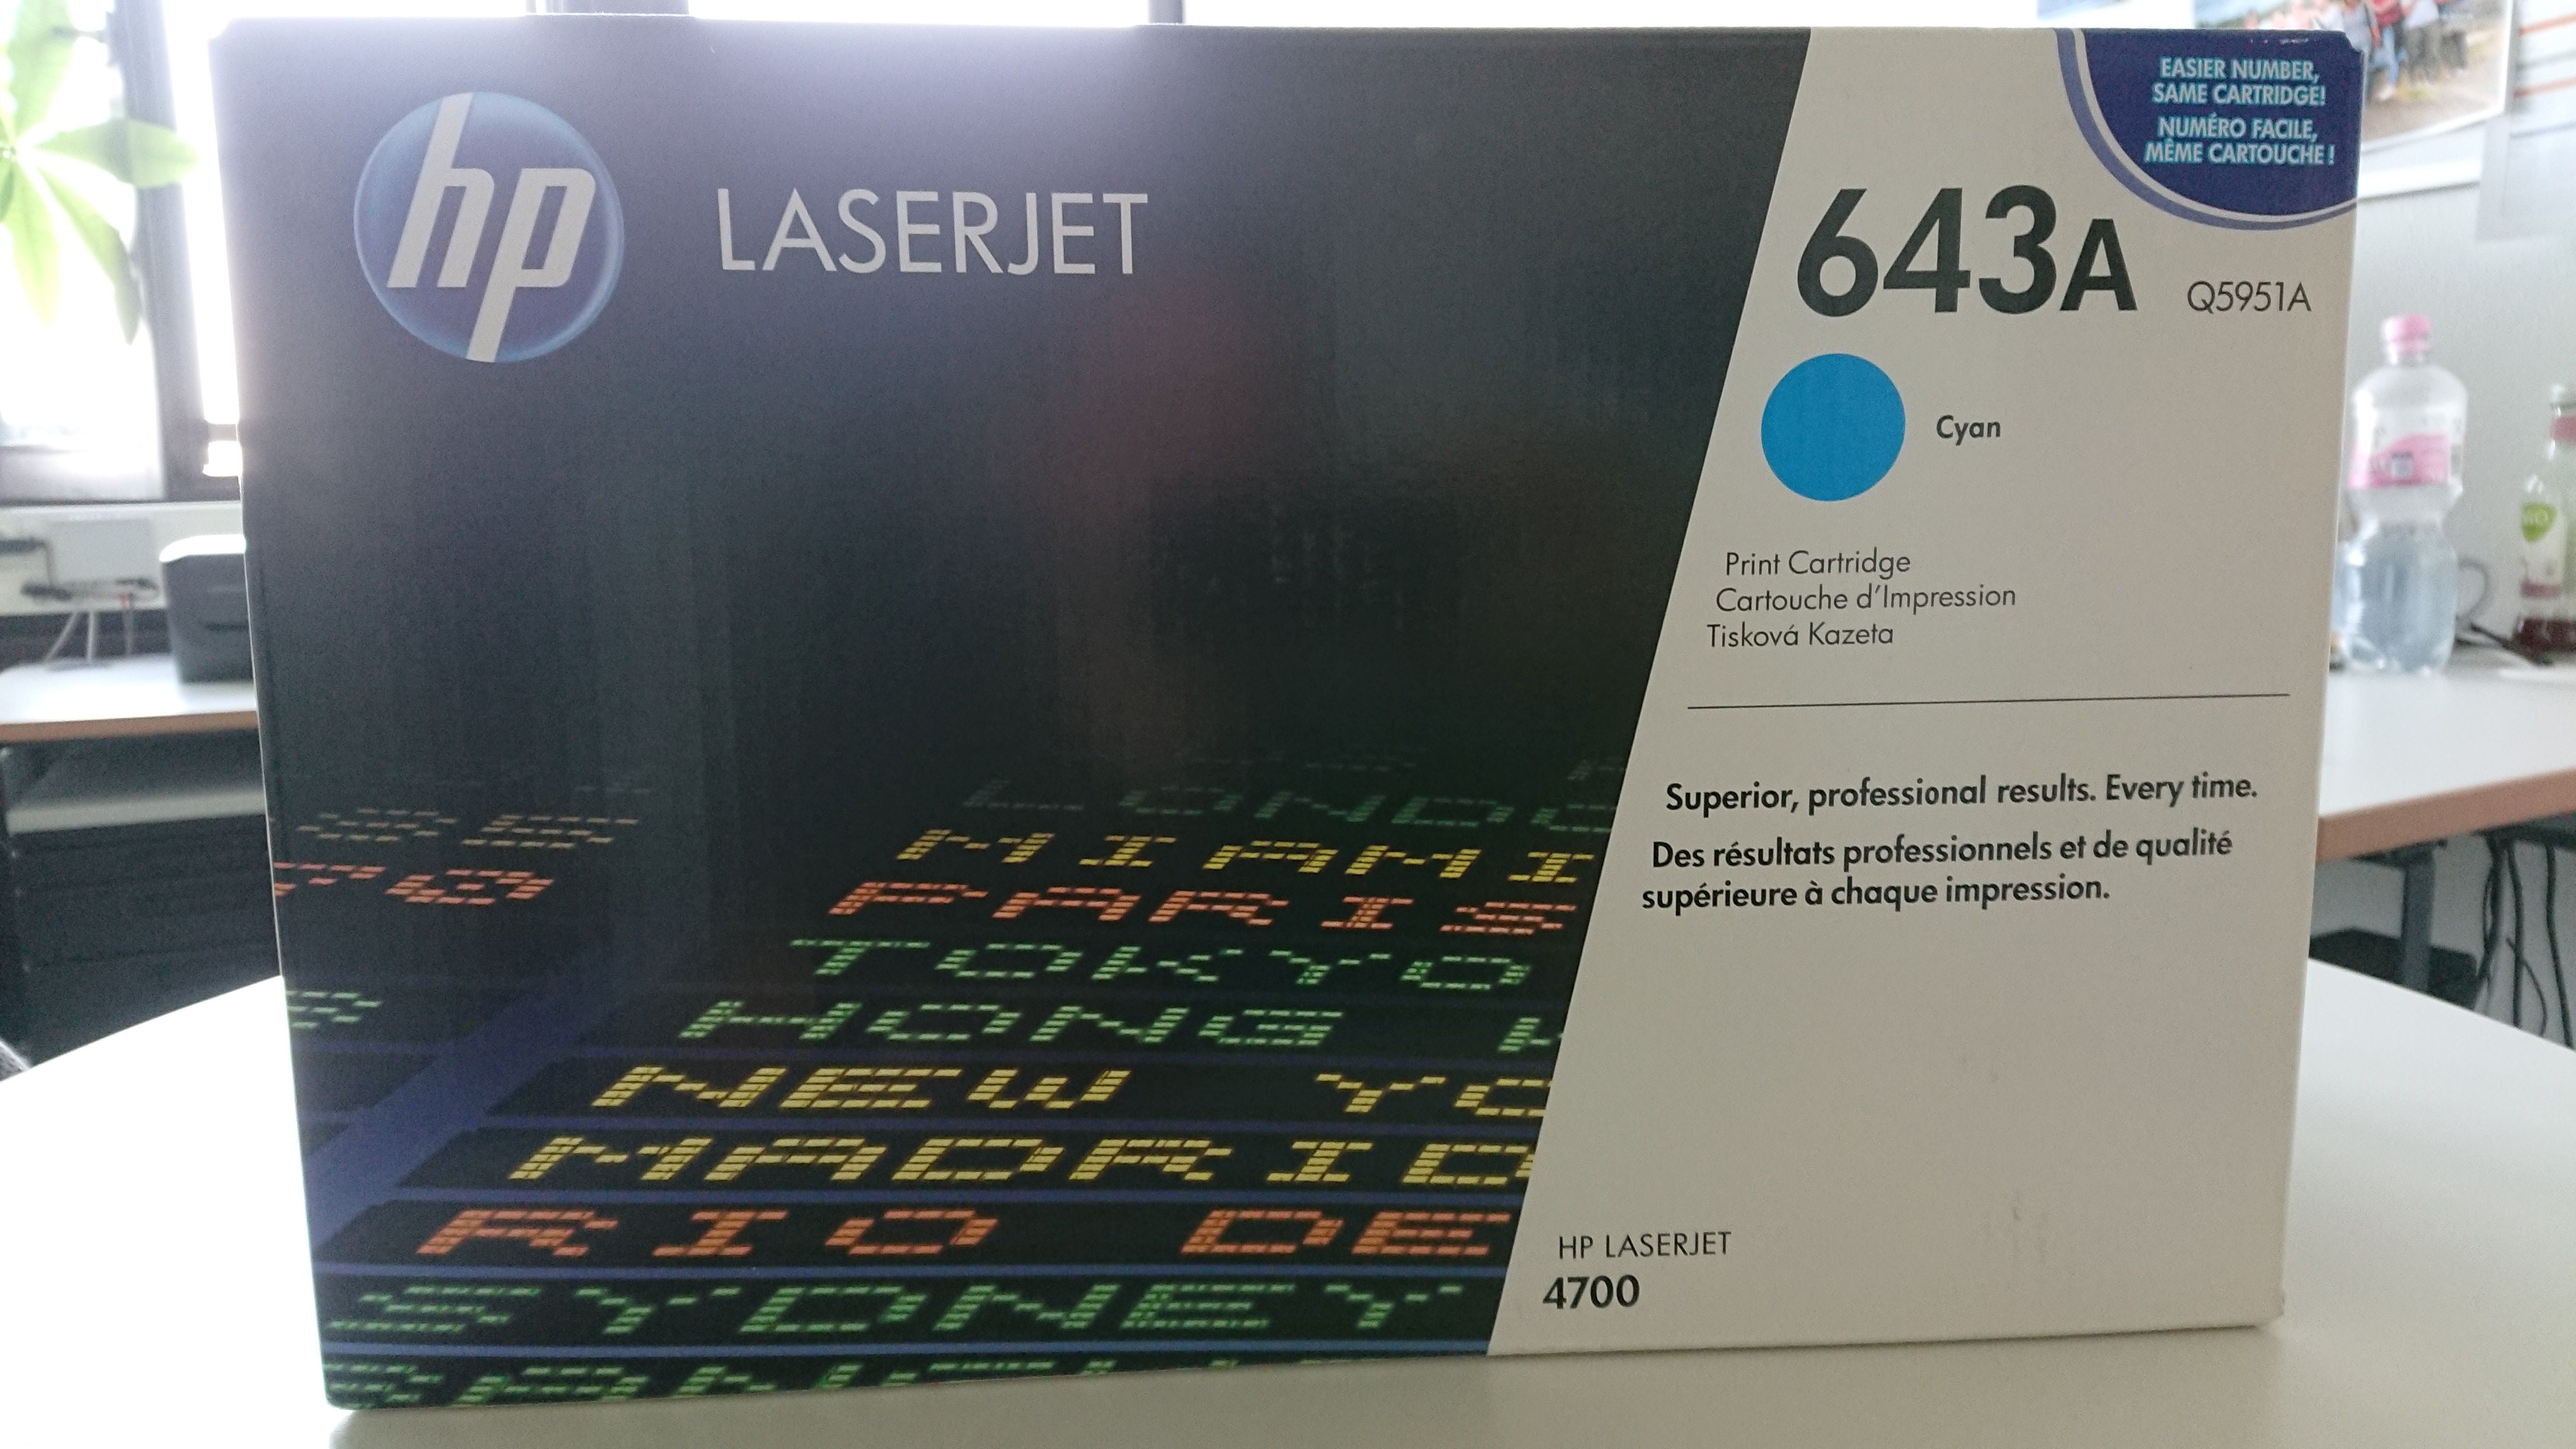 hp
LASERJET
EASIER NUMBER,
SAME CARTRIDGE!
NUMÉRO FACILE,
MÊME CARTOUCHE !
643A Q5951A
Cyan
Print Cartridge
Cartouche d'Impression
Tisková Kazeta
Superior, professional results. Every time.
Des résultats professionnels et de qualité
supérieure à chaque impression.
LONDO
MIAMI
PARIS
TOKYO
HONG K
NEW YO
MADRID
RIO DE
SYDNEY
HP LASERJET
4700